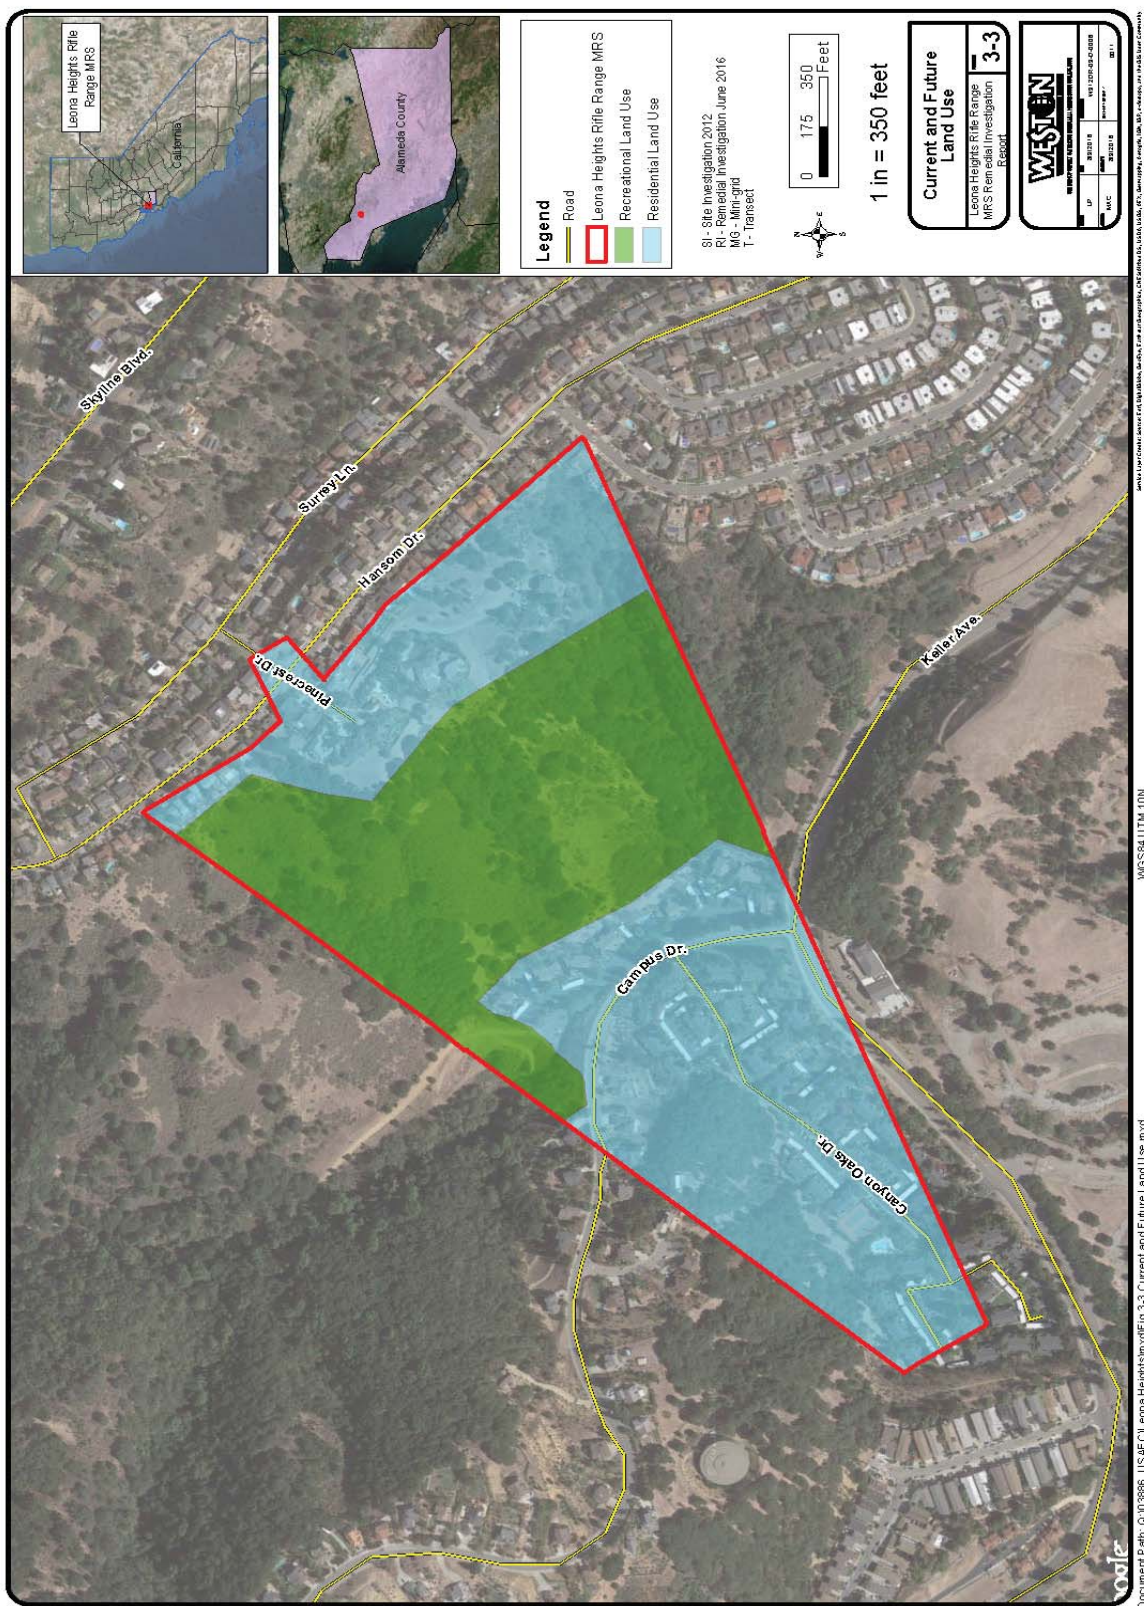 Skyline Blvd.
Surrey Ln.
Hansom Dr.
Pinecrest Dr.
Keller Ave.
Campus Dr.
Canyon Oaks Dr.
Leona Heights Rifle
Range MRS
California
Alameda County
Legend
Road
Leona Heights Rifle Range MRS
Recreational Land Use
Residential Land Use
SI - Site Investigation 2012
RI - Remedial Investigation June 2016
MG - Mini-grid
T - Transect
N
W E
S
0 175 350
Feet
1 in = 350 feet
Current and Future
Land Use
Leona Heights Rifle Range
MRS Remedial Investigation
Report
3-3
WESTON
WGS84 UTM 10N